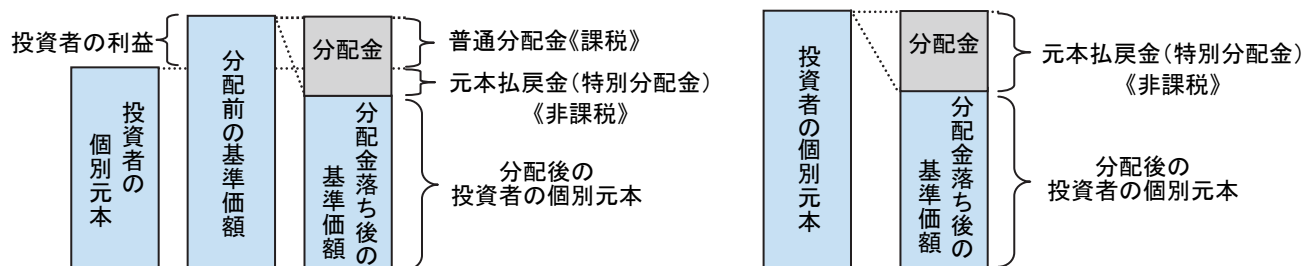 投資者の利益
投資者の
個別元本
分配前の基準価額
分配金
分配金落ち後の
基準価額
普通分配金《課税》
元本払戻金(特別分配金)
《非課税》
分配後の
投資者の個別元本
投資者の個別元本
分配金
分配金落ち後の
基準価額
元本払戻金(特別分配金)
《非課税》
分配後の
投資者の個別元本